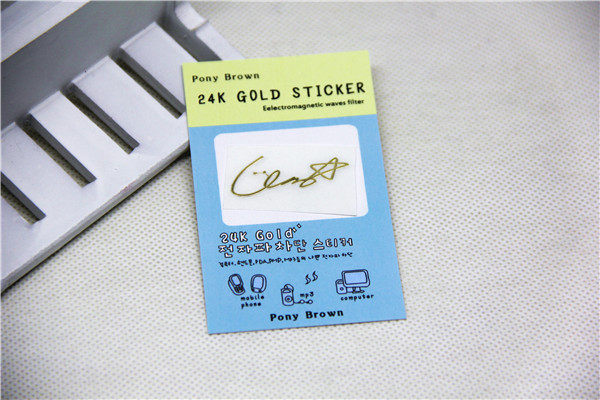 Pony Brown
24K GOLD STICKER
Eelectromagnetic waves filter
24K Gold
전자파 차단 스티커
mobile phone
mp3
computer
Pony Brown